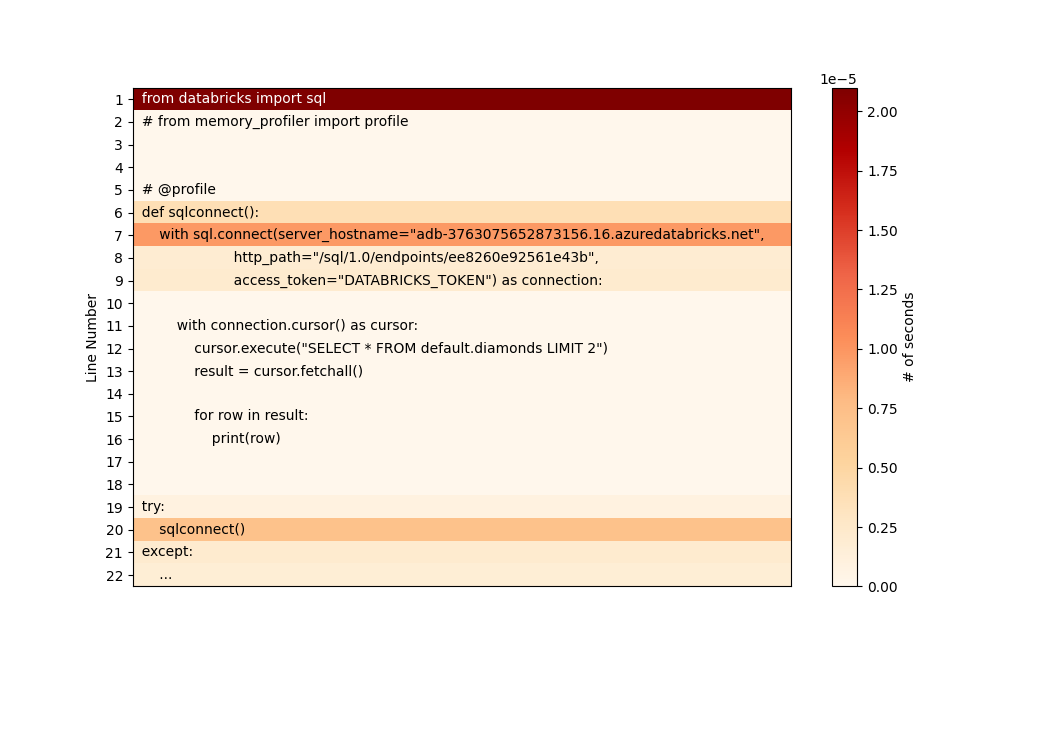 1e−5
1 from databricks import sql
2 # from memory_profiler import profile
3
4
5 # @profile
6 def sqlconnect():
7     with sql.connect(server_hostname="adb-3763075652873156.16.azuredatabricks.net",
8                      http_path="/sql/1.0/endpoints/ee8260e92561e43b",
9                      access_token="DATABRICKS_TOKEN") as connection:
10
11         with connection.cursor() as cursor:
12             cursor.execute("SELECT * FROM default.diamonds LIMIT 2")
13             result = cursor.fetchall()
14
15             for row in result:
16                 print(row)
17
18
19 try:
20     sqlconnect()
21 except:
22     ...
Line Number
2.00
1.75
1.50
1.25
1.00
0.75
0.50
0.25
0.00
# of seconds